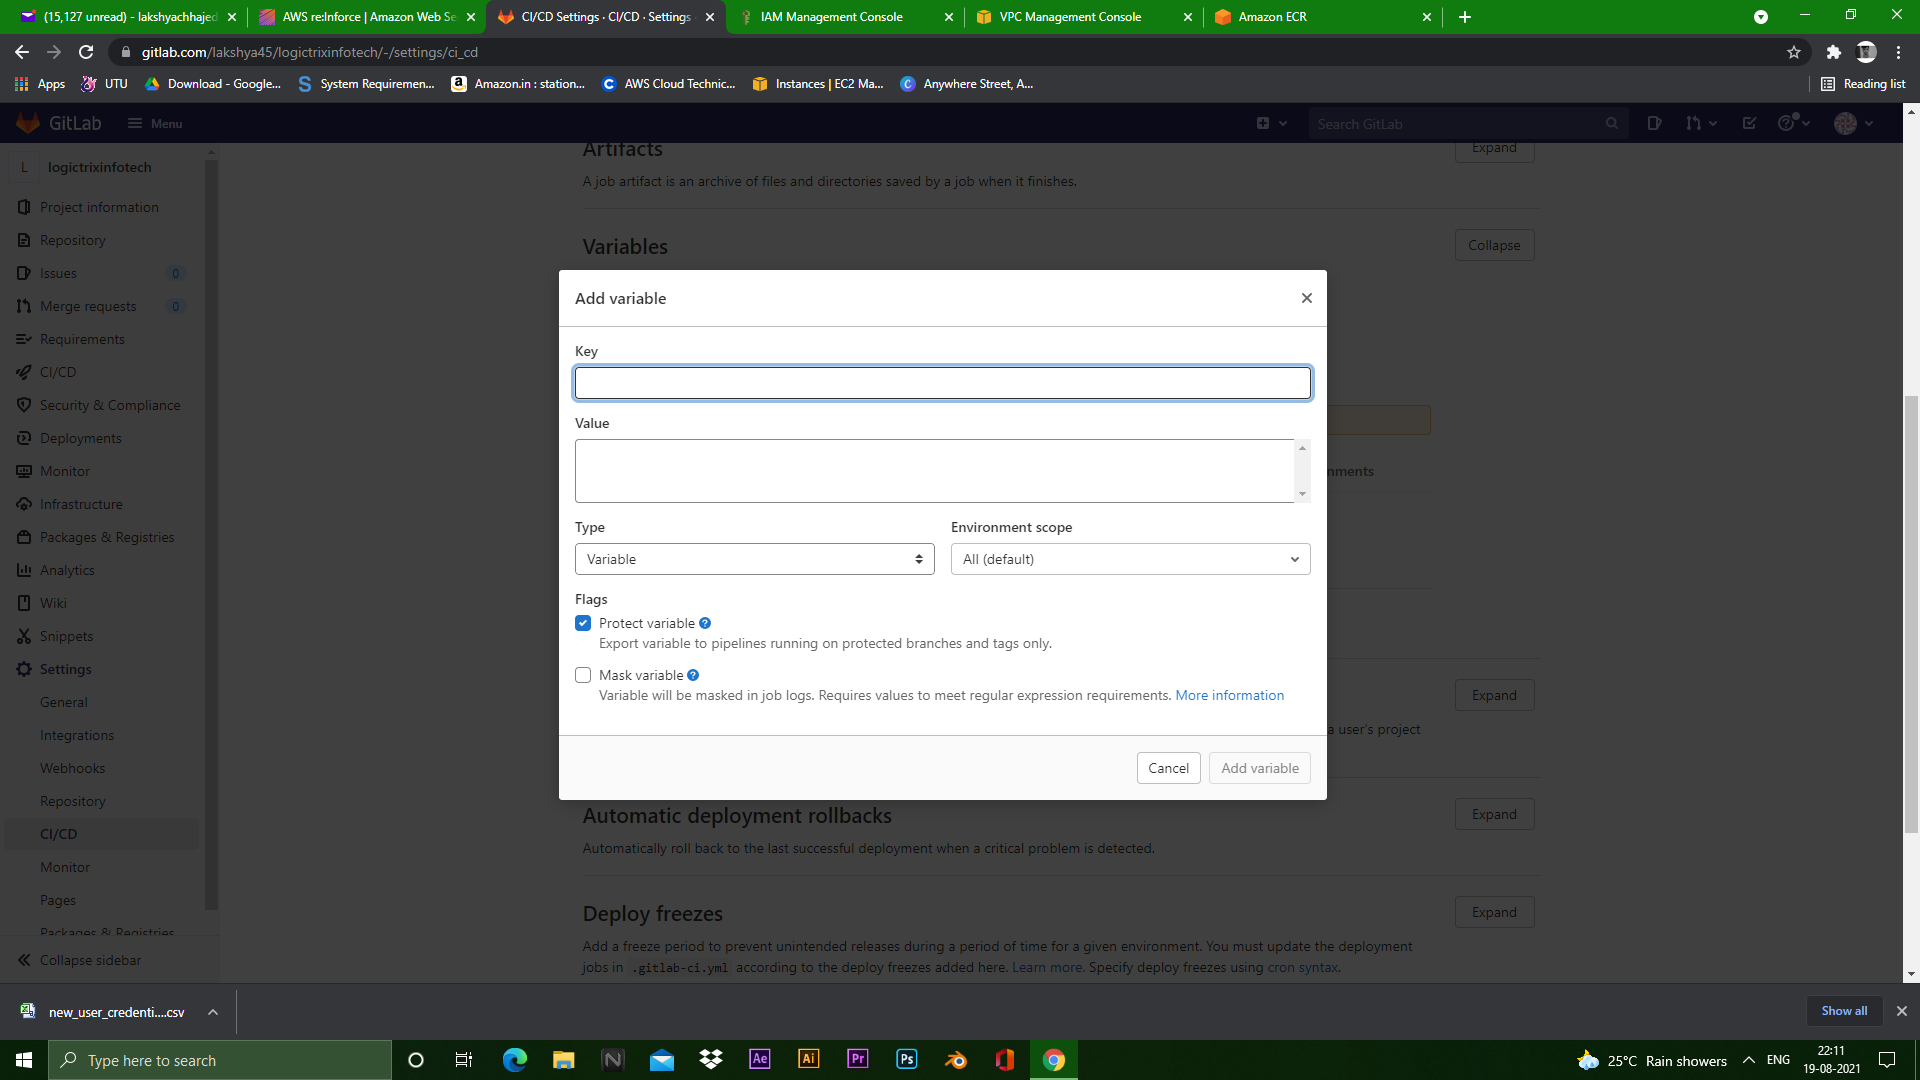 (15,127 unread) - lakshyachhajed
AWS re:Inforce | Amazon Web Se
CI/CD Settings · CI/CD · Settings
IAM Management Console
VPC Management Console
Amazon ECR
gitlab.com/lakshya45/logictrixinfotech/-/settings/ci_cd
Apps
UTU
Download - Google...
System Requiremen...
Amazon.in : station...
AWS Cloud Technic...
Instances | EC2 Ma...
Anywhere Street, A...
Reading list
GitLab
Menu
Search GitLab
L
logictrixinfotech
Project information
Repository
Issues
0
Merge requests
0
Requirements
CI/CD
Security & Compliance
Deployments
Monitor
Infrastructure
Packages & Registries
Analytics
Wiki
Snippets
Settings
General
Integrations
Webhooks
Repository
CI/CD
Monitor
Pages
Packages & Registries
Collapse sidebar
Artifacts
Expand
A job artifact is an archive of files and directories saved by a job when it finishes.
Variables
Collapse
Add variable
Key
Value
nments
Type
Environment scope
Variable
All (default)
Flags
Protect variable
Export variable to pipelines running on protected branches and tags only.
Mask variable
Variable will be masked in job logs. Requires values to meet regular expression requirements. More information
Expand
a user's project
Cancel
Add variable
Automatic deployment rollbacks
Expand
Automatically roll back to the last successful deployment when a critical problem is detected.
Deploy freezes
Expand
Add a freeze period to prevent unintended releases during a period of time for a given environment. You must update the deployment
jobs in .gitlab-ci.yml according to the deploy freezes added here. Learn more. Specify deploy freezes using cron syntax.
new_user_credenti....csv
Show all
Type here to search
Ae
Ai
Pr
Ps
25°C Rain showers
ENG
22:11
19-08-2021